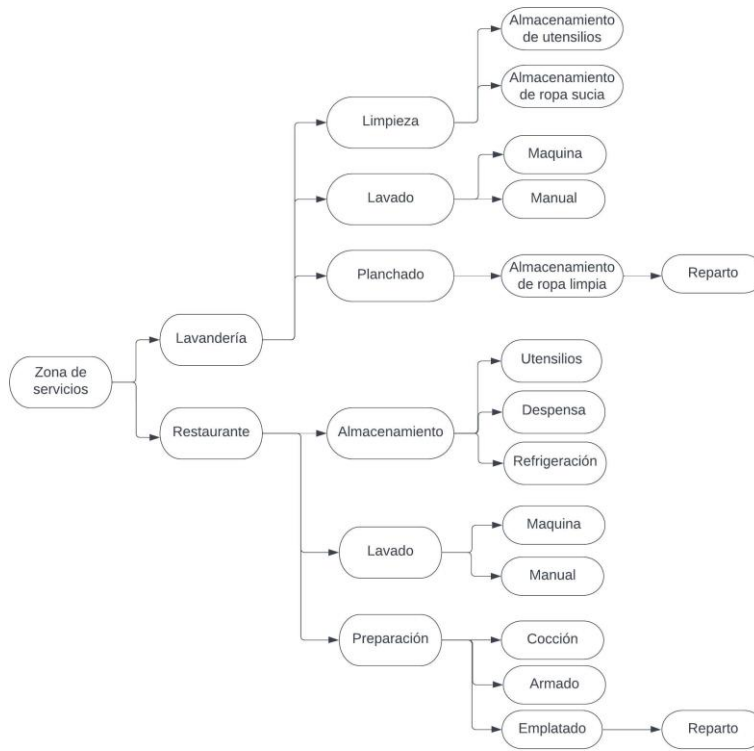 Almacenamiento
de utensilios
Almacenamiento
de ropa sucia
Limpieza
Maquina
Lavado
Manual
Planchado
Almacenamiento
de ropa limpia
Reparto
Lavandería
Zona de
servicios
Restaurante
Utensilios
Almacenamiento
Despensa
Refrigeración
Maquina
Lavado
Manual
Preparación
Cocción
Armado
Emplatado
Reparto